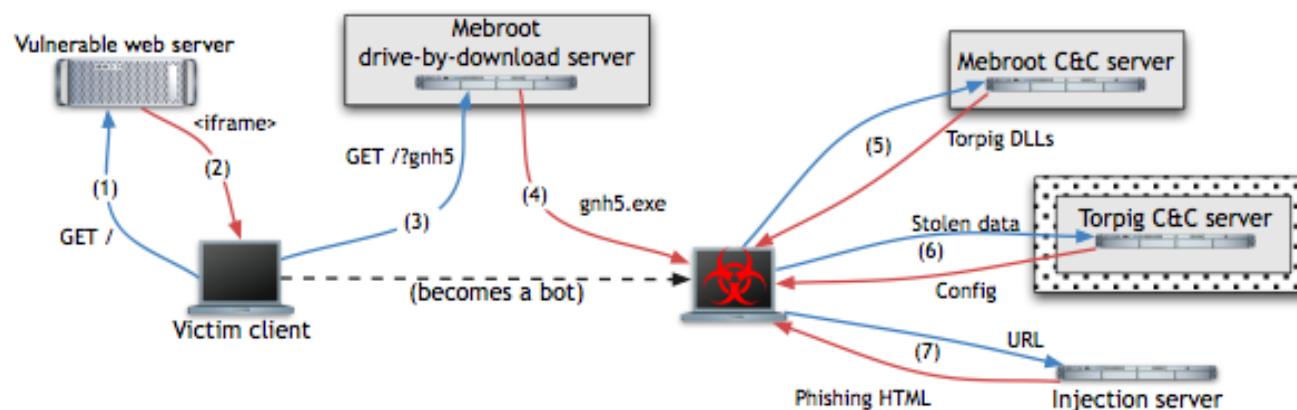 Vulnerable web server
<iframe>
(1)
(2)
GET /
Victim client
Mebroot
drive-by-download server
GET /?gnh5
(3)
(4)
gnh5.exe
(becomes a bot)
Mebroot C&C server
(5)
Torpig DLLs
Torpig C&C server
Stolen data
(6)
Config
URL
(7)
Phishing HTML
Injection server